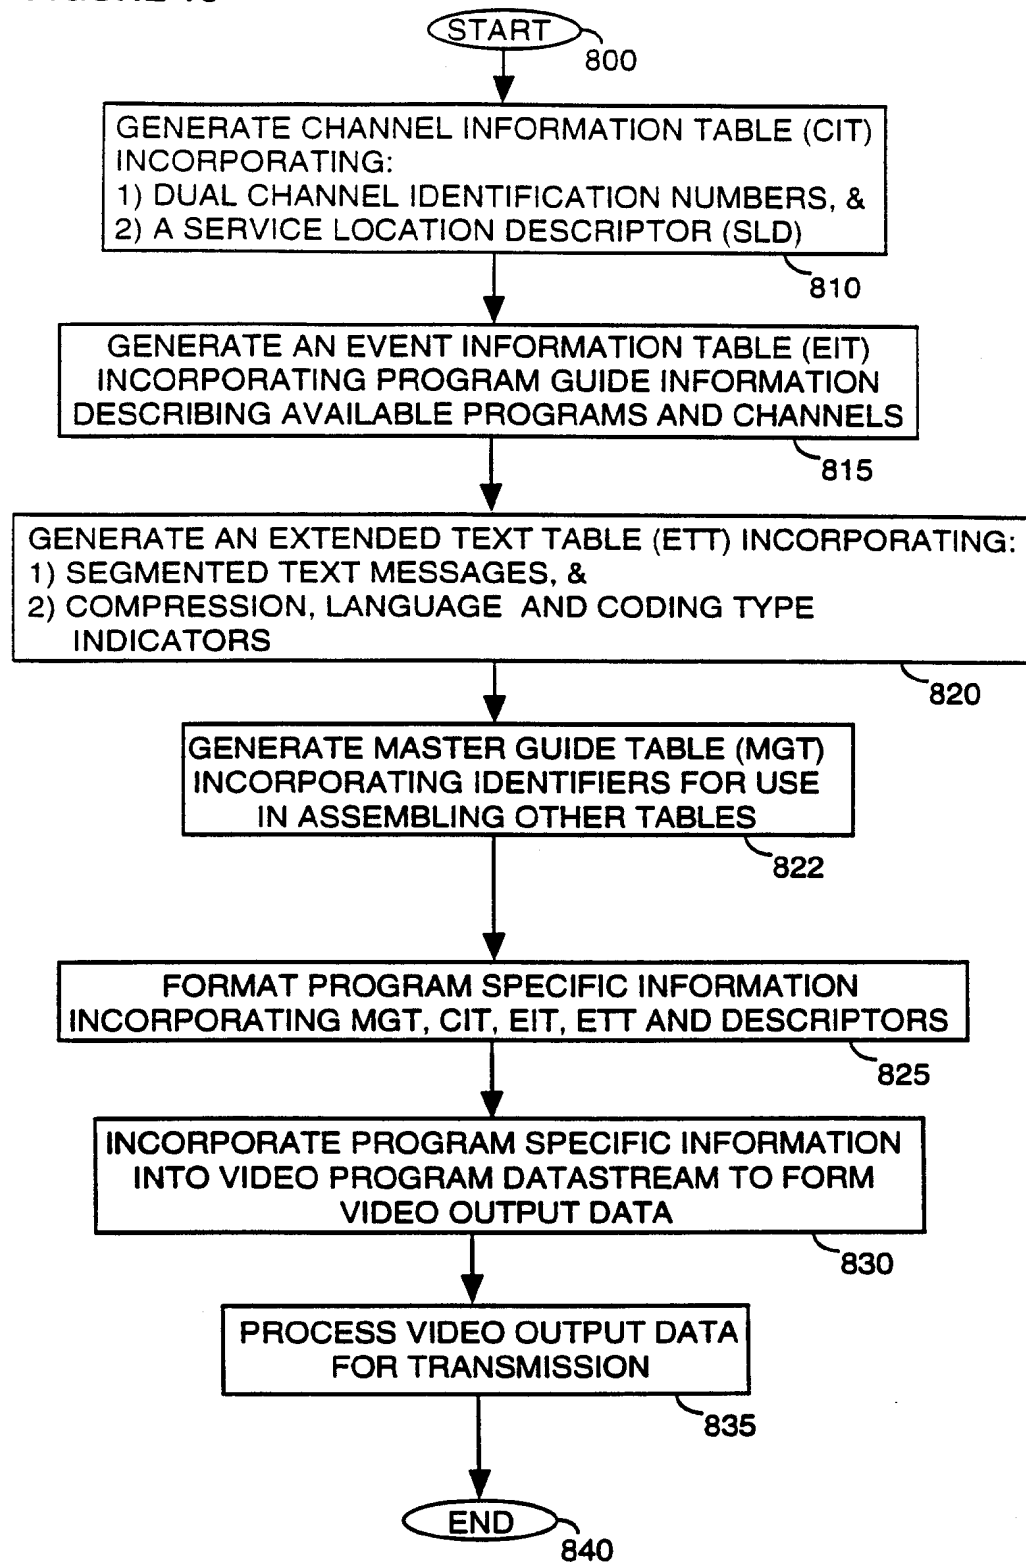 START
800
GENERATE CHANNEL INFORMATION TABLE (CIT)
INCORPORATING:
1) DUAL CHANNEL IDENTIFICATION NUMBERS, &
2) A SERVICE LOCATION DESCRIPTOR (SLD)
810
GENERATE AN EVENT INFORMATION TABLE (EIT)
INCORPORATING PROGRAM GUIDE INFORMATION
DESCRIBING AVAILABLE PROGRAMS AND CHANNELS
815
GENERATE AN EXTENDED TEXT TABLE (ETT) INCORPORATING:
1) SEGMENTED TEXT MESSAGES, &
2) COMPRESSION, LANGUAGE AND CODING TYPE
INDICATORS
820
GENERATE MASTER GUIDE TABLE (MGT)
INCORPORATING IDENTIFIERS FOR USE
IN ASSEMBLING OTHER TABLES
822
FORMAT PROGRAM SPECIFIC INFORMATION
INCORPORATING MGT, CIT, EIT, ETT AND DESCRIPTORS
825
INCORPORATE PROGRAM SPECIFIC INFORMATION
INTO VIDEO PROGRAM DATASTREAM TO FORM
VIDEO OUTPUT DATA
830
PROCESS VIDEO OUTPUT DATA
FOR TRANSMISSION
835
END
840